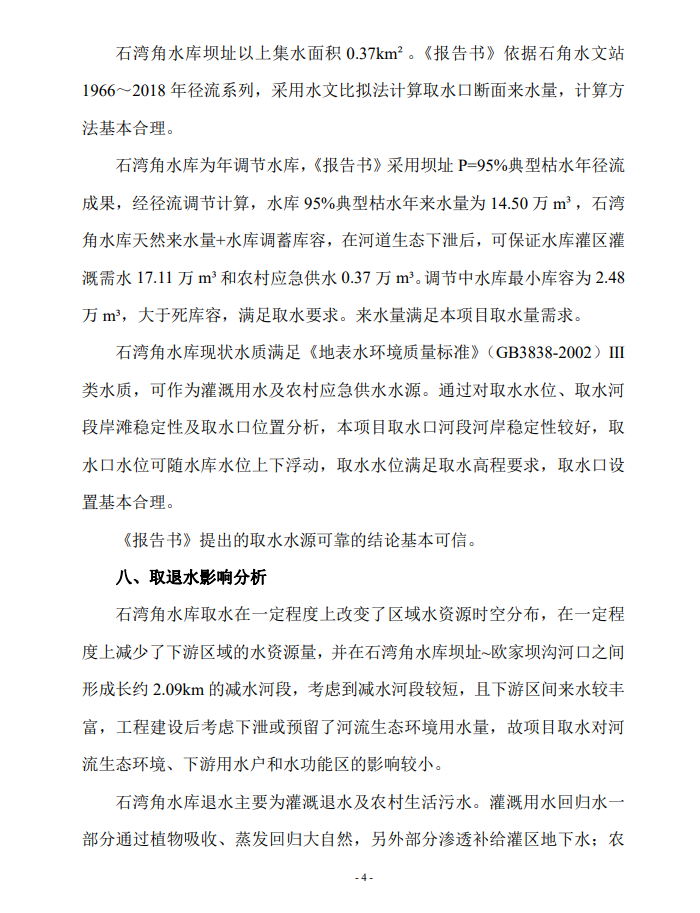 石湾角水库坝址以上集水面积 0.37km² 。《报告书》依据石角水文站
1966～2018 年径流系列，采用水文比拟法计算取水口断面来水量，计算方
法基本合理。
石湾角水库为年调节水库，《报告书》采用坝址 P=95%典型枯水年径流
成果，经径流调节计算，水库 95%典型枯水年来水量为 14.50 万 m³ ，石湾
角水库天然来水量+水库调蓄库容，在河道生态下泄后，可保证水库灌区灌
溉需水 17.11 万 m³ 和农村应急供水 0.37 万 m³。调节中水库最小库容为 2.48
万 m³，大于死库容，满足取水要求。来水量满足本项目取水量需求。
石湾角水库现状水质满足《地表水环境质量标准》（GB3838-2002）III
类水质，可作为灌溉用水及农村应急供水水源。通过对取水水位、取水河
段岸滩稳定性及取水口位置分析，本项目取水口河段河岸稳定性较好，取
水口水位可随水库水位上下浮动，取水水位满足取水高程要求，取水口设
置基本合理。
《报告书》提出的取水水源可靠的结论基本可信。
八、取退水影响分析
石湾角水库取水在一定程度上改变了区域水资源时空分布，在一定程
度上减少了下游区域的水资源量，并在石湾角水库坝址~欧家坝沟河口之间
形成长约 2.09km 的减水河段，考虑到减水河段较短，且下游区间来水较丰
富，工程建设后考虑下泄或预留了河流生态环境用水量，故项目取水对河
流生态环境、下游用水户和水功能区的影响较小。
石湾角水库退水主要为灌溉退水及农村生活污水。灌溉用水回归水一
部分通过植物吸收、蒸发回归大自然，另外部分渗透补给灌区地下水；农
- 4 -